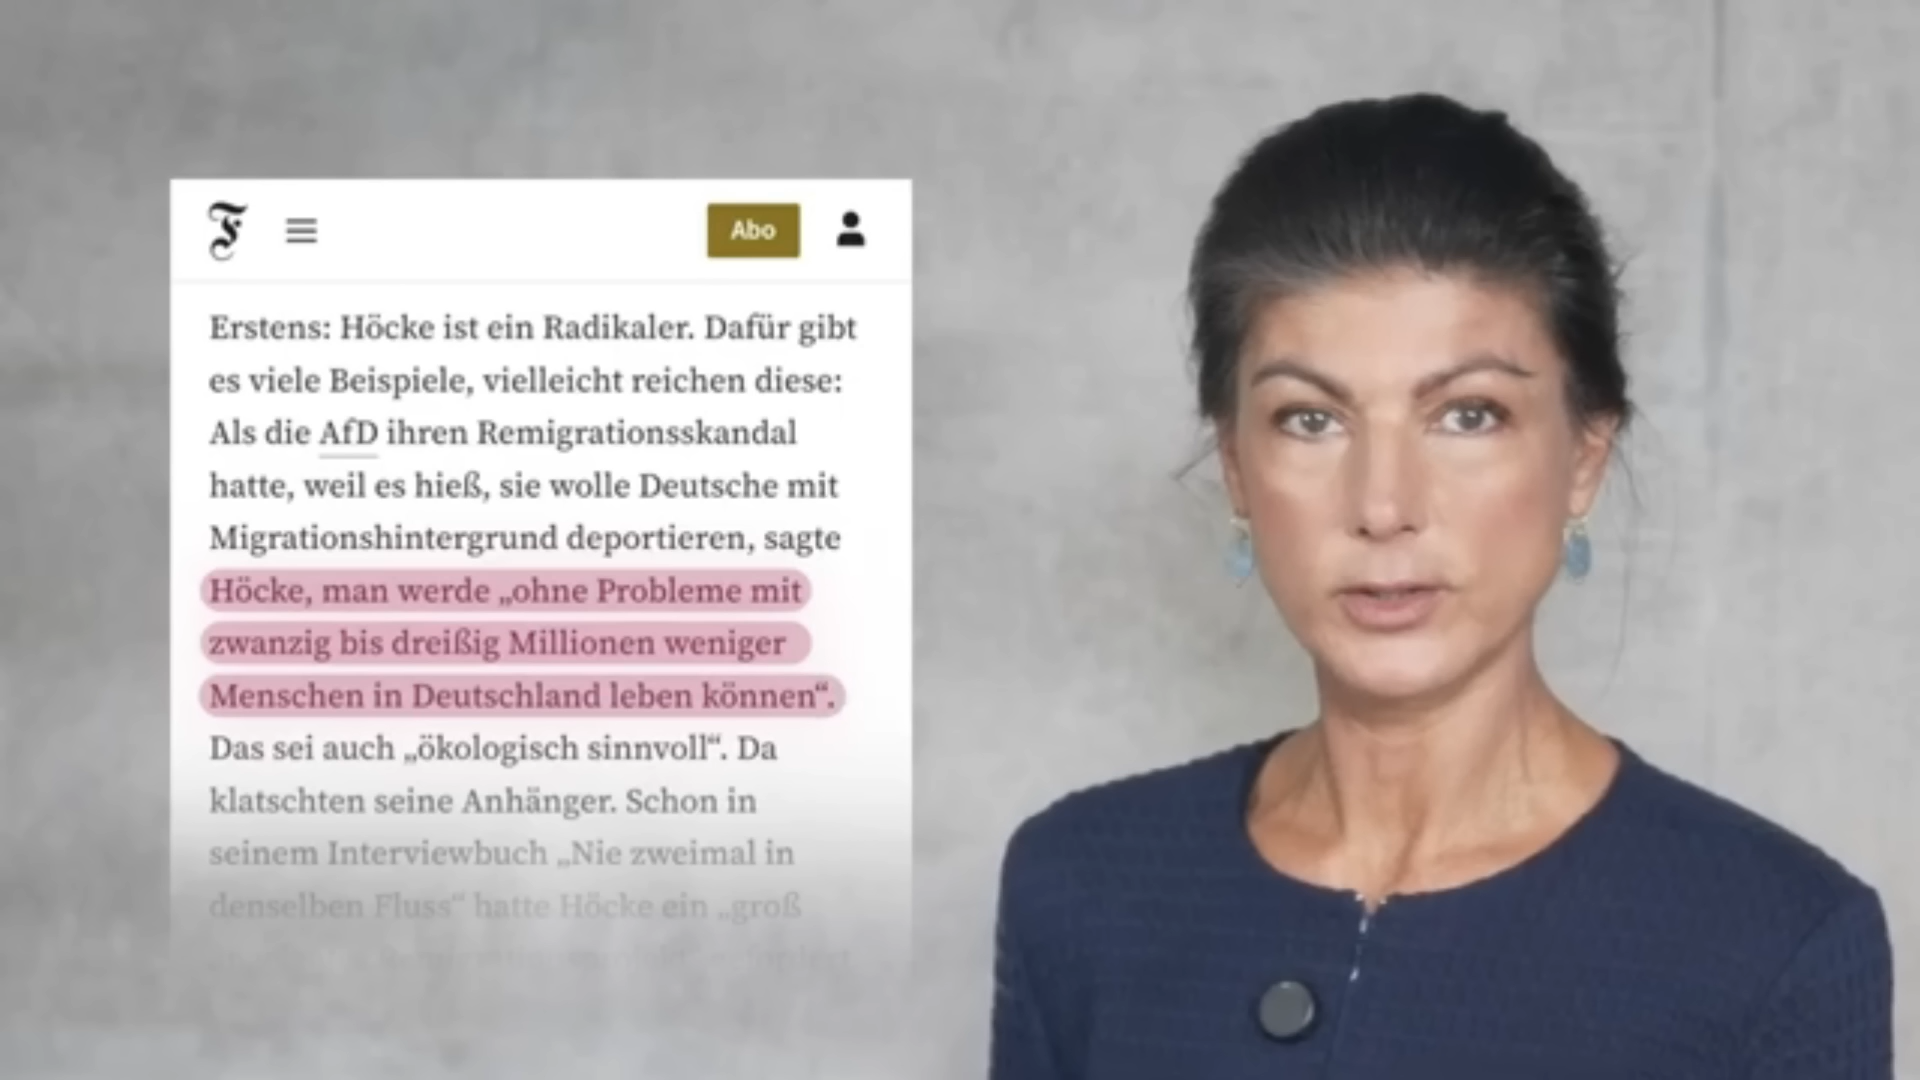 F
Abo
Erstens: Höcke ist ein Radikaler. Dafür gibt
es viele Beispiele, vielleicht reichen diese:
Als die AfD ihren Remigrationsskandal
hatte, weil es hieß, sie wolle Deutsche mit
Migrationshintergrund deportieren, sagte
Höcke, man werde „ohne Probleme mit
zwanzig bis dreißig Millionen weniger
Menschen in Deutschland leben können“.
Das sei auch „ökologisch sinnvoll“. Da
klatschten seine Anhänger. Schon in
seinem Interviewbuch „Nie zweimal in
denselben Fluss“ hatte Höcke ein „groß